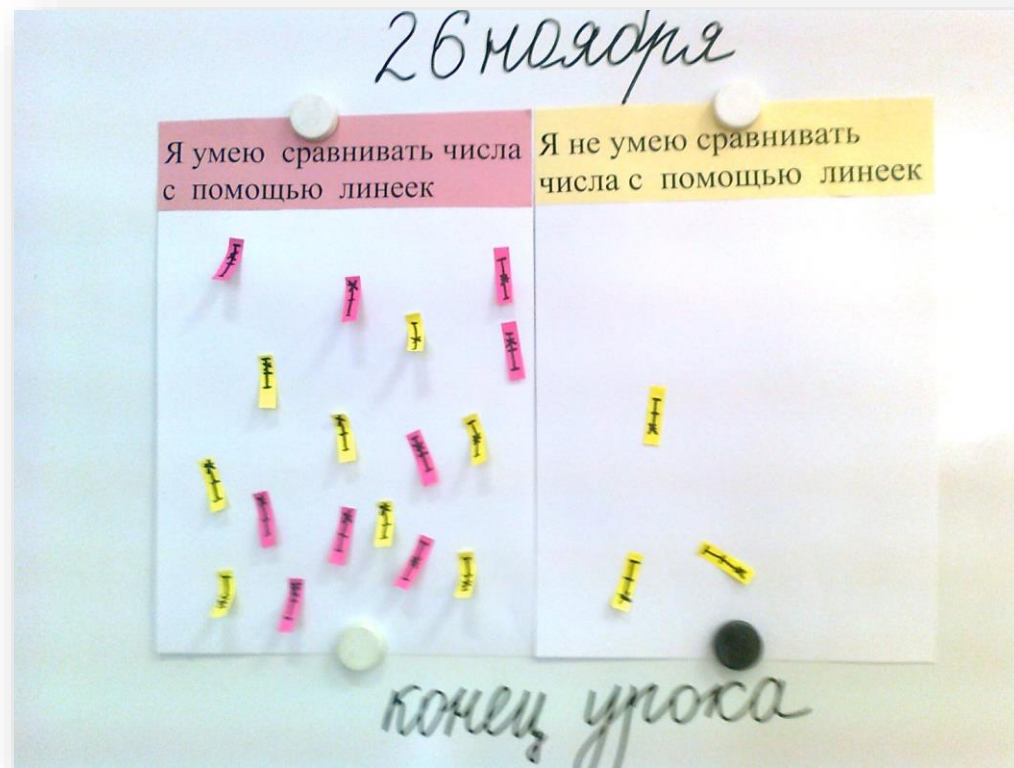 26 ноября
Я умею сравнивать числа
с помощью линеек
Я не умею сравнивать
числа с помощью линеек
конец урока